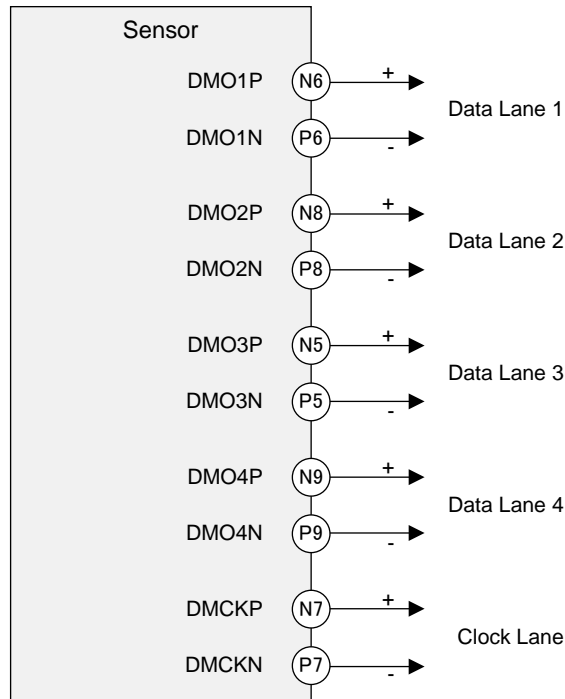 Sensor
DMO1P N6 +
Data Lane 1
DMO1N P6 -
DMO2P N8 +
Data Lane 2
DMO2N P8 -
DMO3P N5 +
Data Lane 3
DMO3N P5 -
DMO4P N9 +
Data Lane 4
DMO4N P9 -
DMCKP N7 +
Clock Lane
DMCKN P7 -